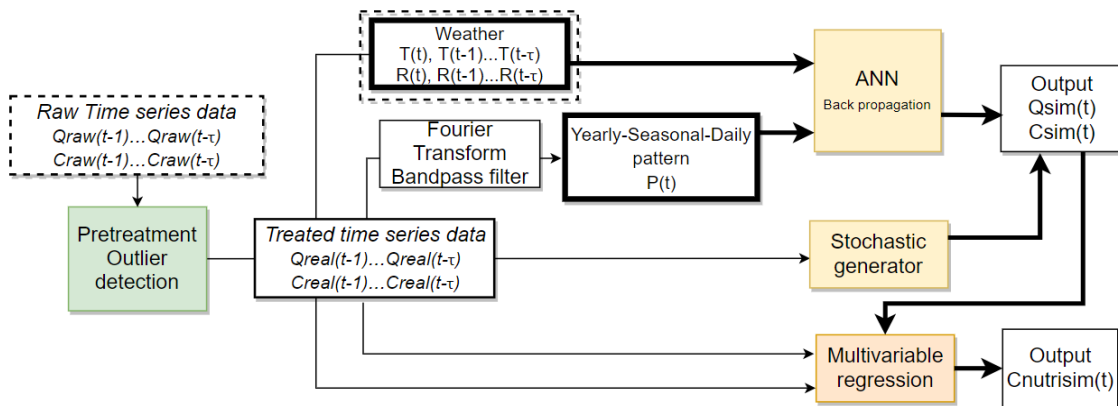 Weather
T(t), T(t-1)...T(t-τ)
R(t), R(t-1)...R(t-τ)
ANN
Back propagation
Output
Qsim(t)
Csim(t)
Raw Time series data
Qraw(t-1)...Qraw(t-τ)
Craw(t-1)...Craw(t-τ)
Fourier
Transform
Bandpass filter
Yearly-Seasonal-Daily
pattern
P(t)
Pretreatment
Outlier
detection
Treated time series data
Qreal(t-1)...Qreal(t-τ)
Creal(t-1)...Creal(t-τ)
Stochastic
generator
Multivariable
regression
Output
Cnutrisim(t)